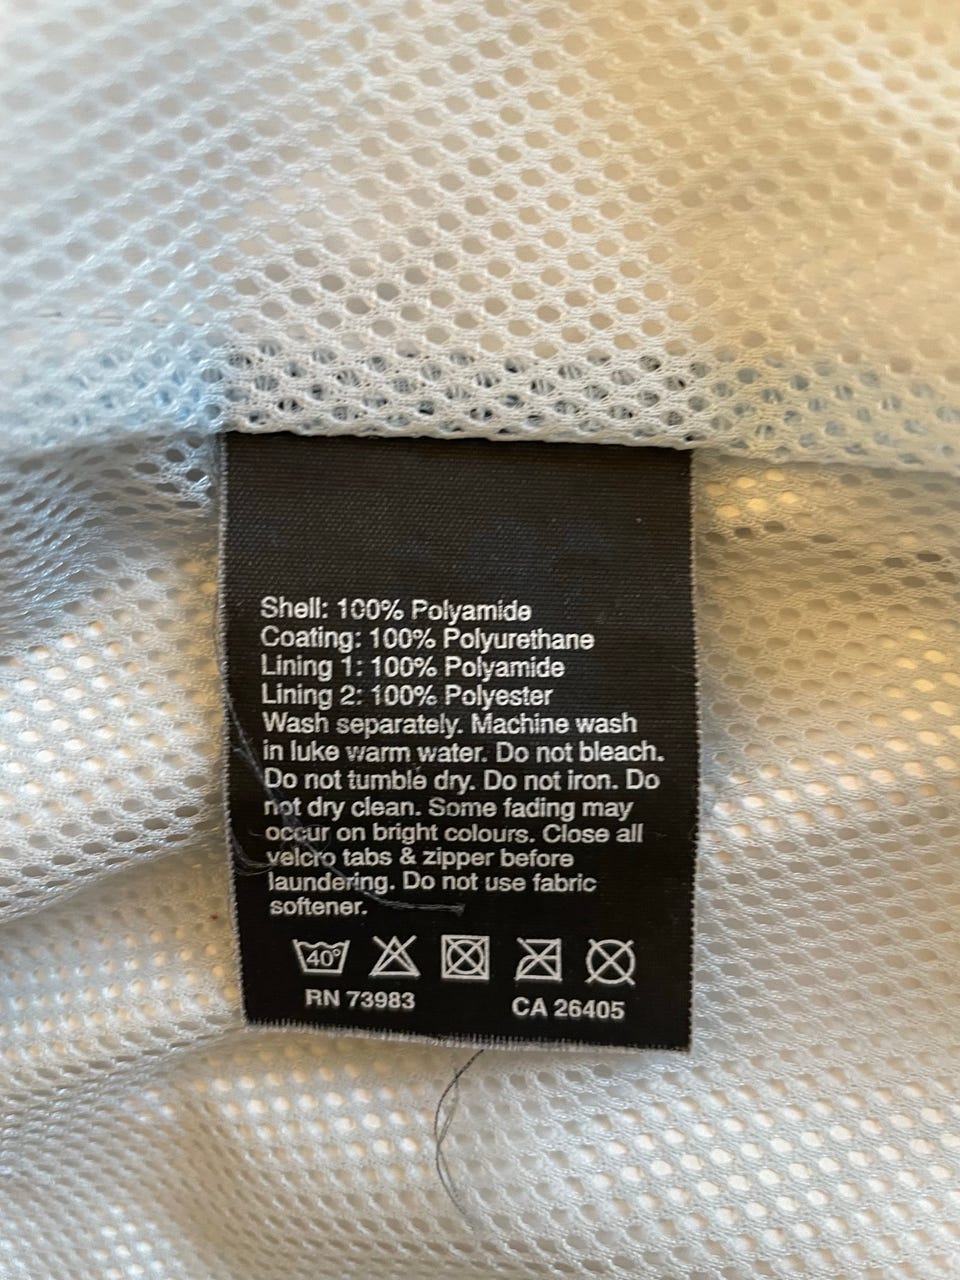 Shell: 100% Polyamide
Coating: 100% Polyurethane
Lining 1: 100% Polyamide
Lining 2: 100% Polyester
Wash separately. Machine wash
in luke warm water. Do not bleach.
Do not tumble dry. Do not iron. Do
not dry clean. Some fading may
occur on bright colours. Close all
velcro tabs & zipper before
laundering. Do not use fabric
softener.
40°
RN 73983 CA 26405